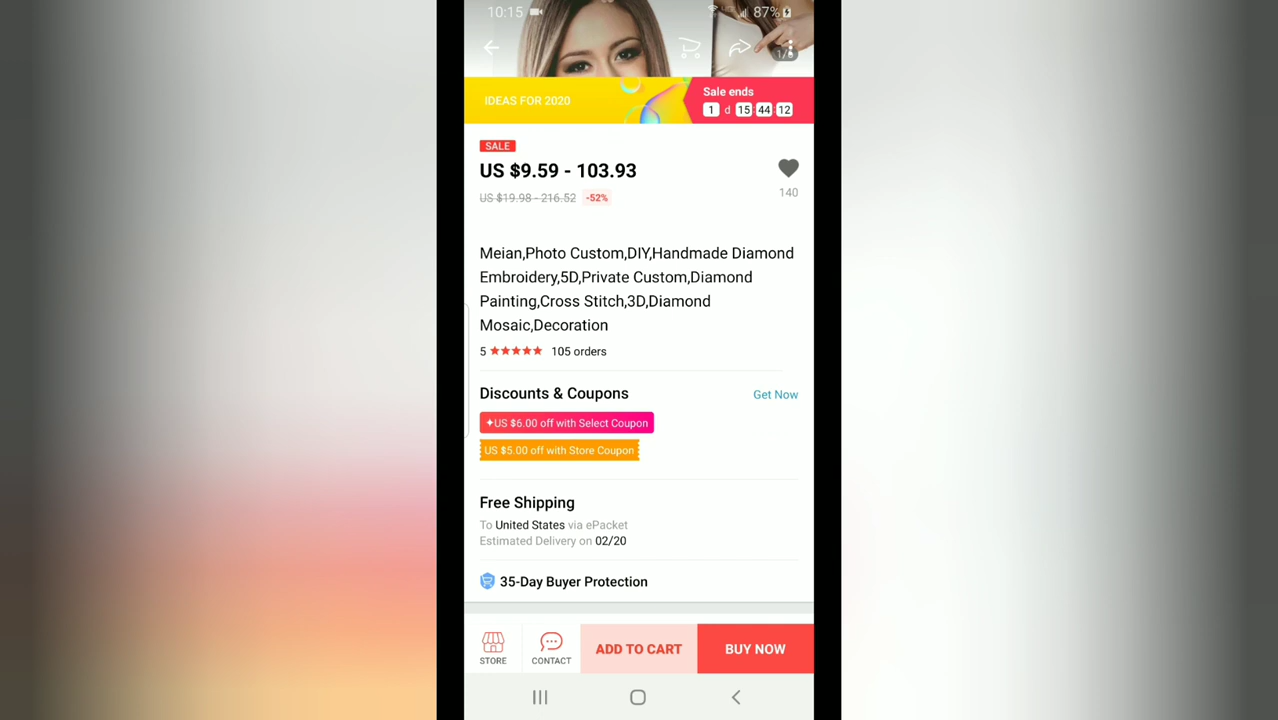 10:15 87%
IDEAS FOR 2020
Sale ends
1 d 15 44 12
SALE
US $9.59 - 103.93
140
US $19.98 - 216.52 -52%
Meian,Photo Custom,DIY,Handmade Diamond
Embroidery,5D,Private Custom,Diamond
Painting,Cross Stitch,3D,Diamond
Mosaic,Decoration
5 ★★★★★ 105 orders
Discounts & Coupons Get Now
✦US $6.00 off with Select Coupon
US $5.00 off with Store Coupon
Free Shipping
To United States via ePacket
Estimated Delivery on 02/20
35-Day Buyer Protection
STORE CONTACT ADD TO CART BUY NOW